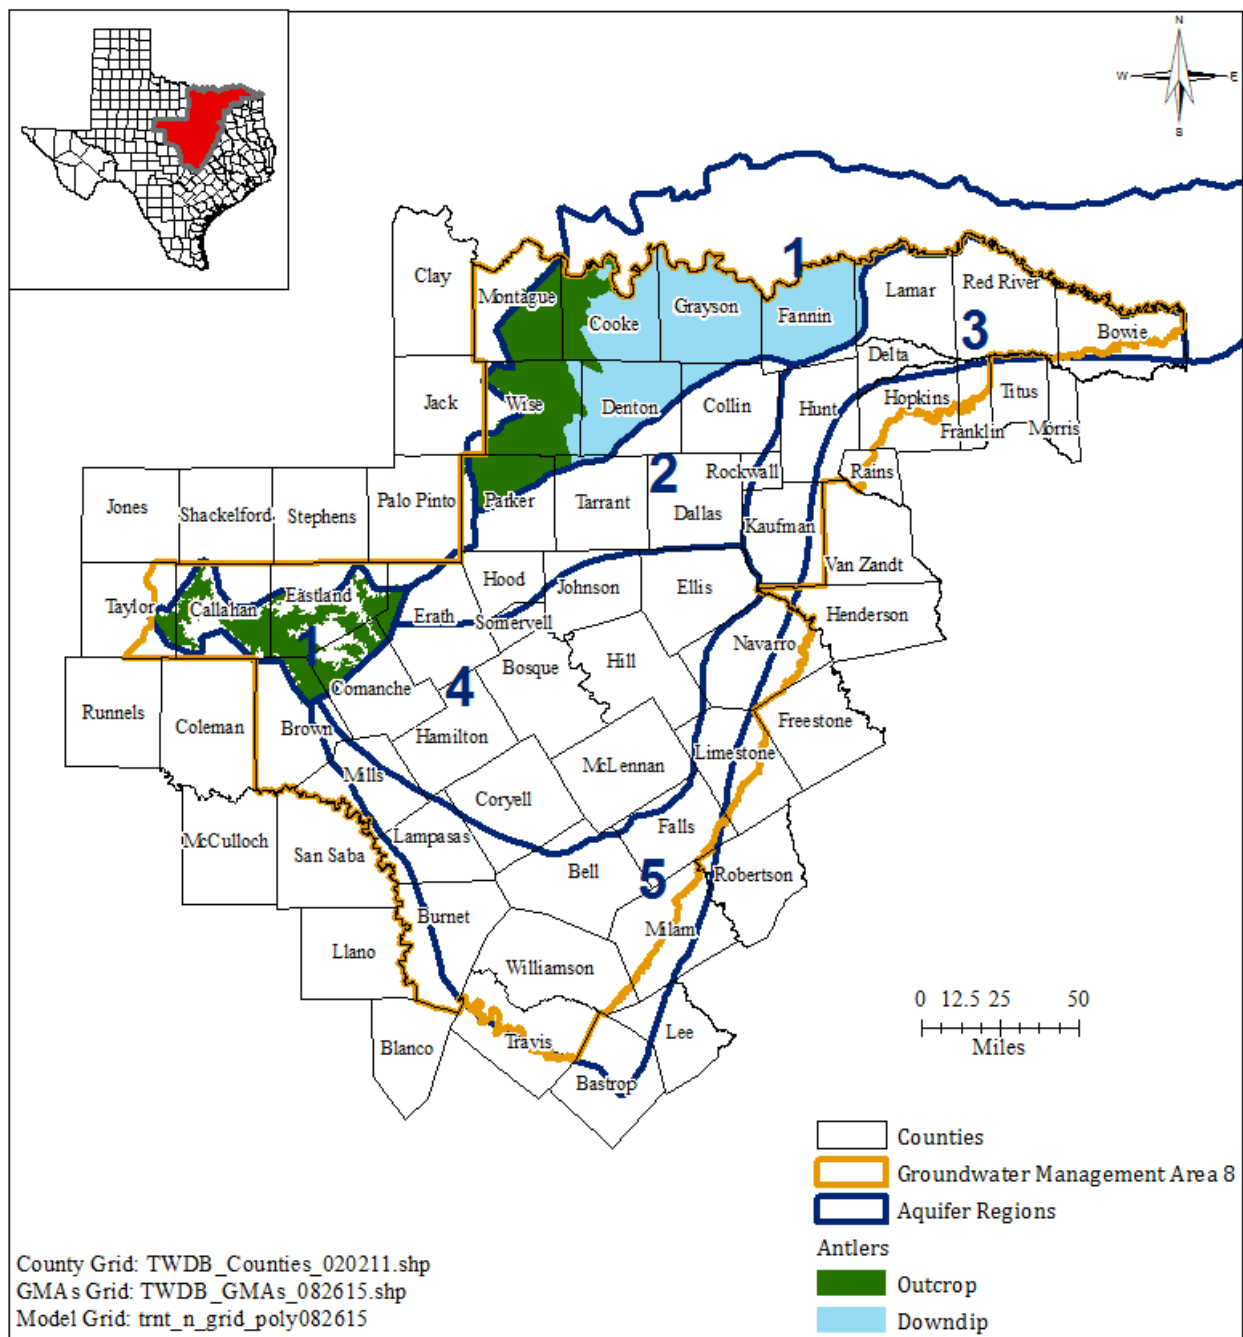 N
W E
S
1
Clay
Montague
Cooke
Grayson
Fannin
Lamar
Red River
3
Bowie
Delta
Jack
Wise
Denton
Collin
Hunt
Hopkins
Titus
Franklin
Morris
2
Rockwall
Rains
Jones
Shackelford
Stephens
Palo Pinto
Parker
Tarrant
Dallas
Kaufman
Van Zandt
Taylor
Callahan
Eastland
Erath
Hood
Somervell
Johnson
Ellis
Henderson
1
Comanche
4
Bosque
Hill
Navarro
Runnels
Coleman
Brown
Hamilton
McLennan
Limestone
Freestone
Mills
Coryell
McCulloch
San Saba
Lampasas
Bell
Falls
5
Robertson
Burnet
Milam
Llano
Williamson
Blanco
Travis
Lee
Bastrop
0 12.5 25 50
Miles
Counties
Groundwater Management Area 8
Aquifer Regions
Antlers
Outcrop
Downdip
County Grid: TWDB_Counties_020211.shp
GMAs Grid: TWDB_GMAs_082615.shp
Model Grid: trnt_n_grid_poly082615